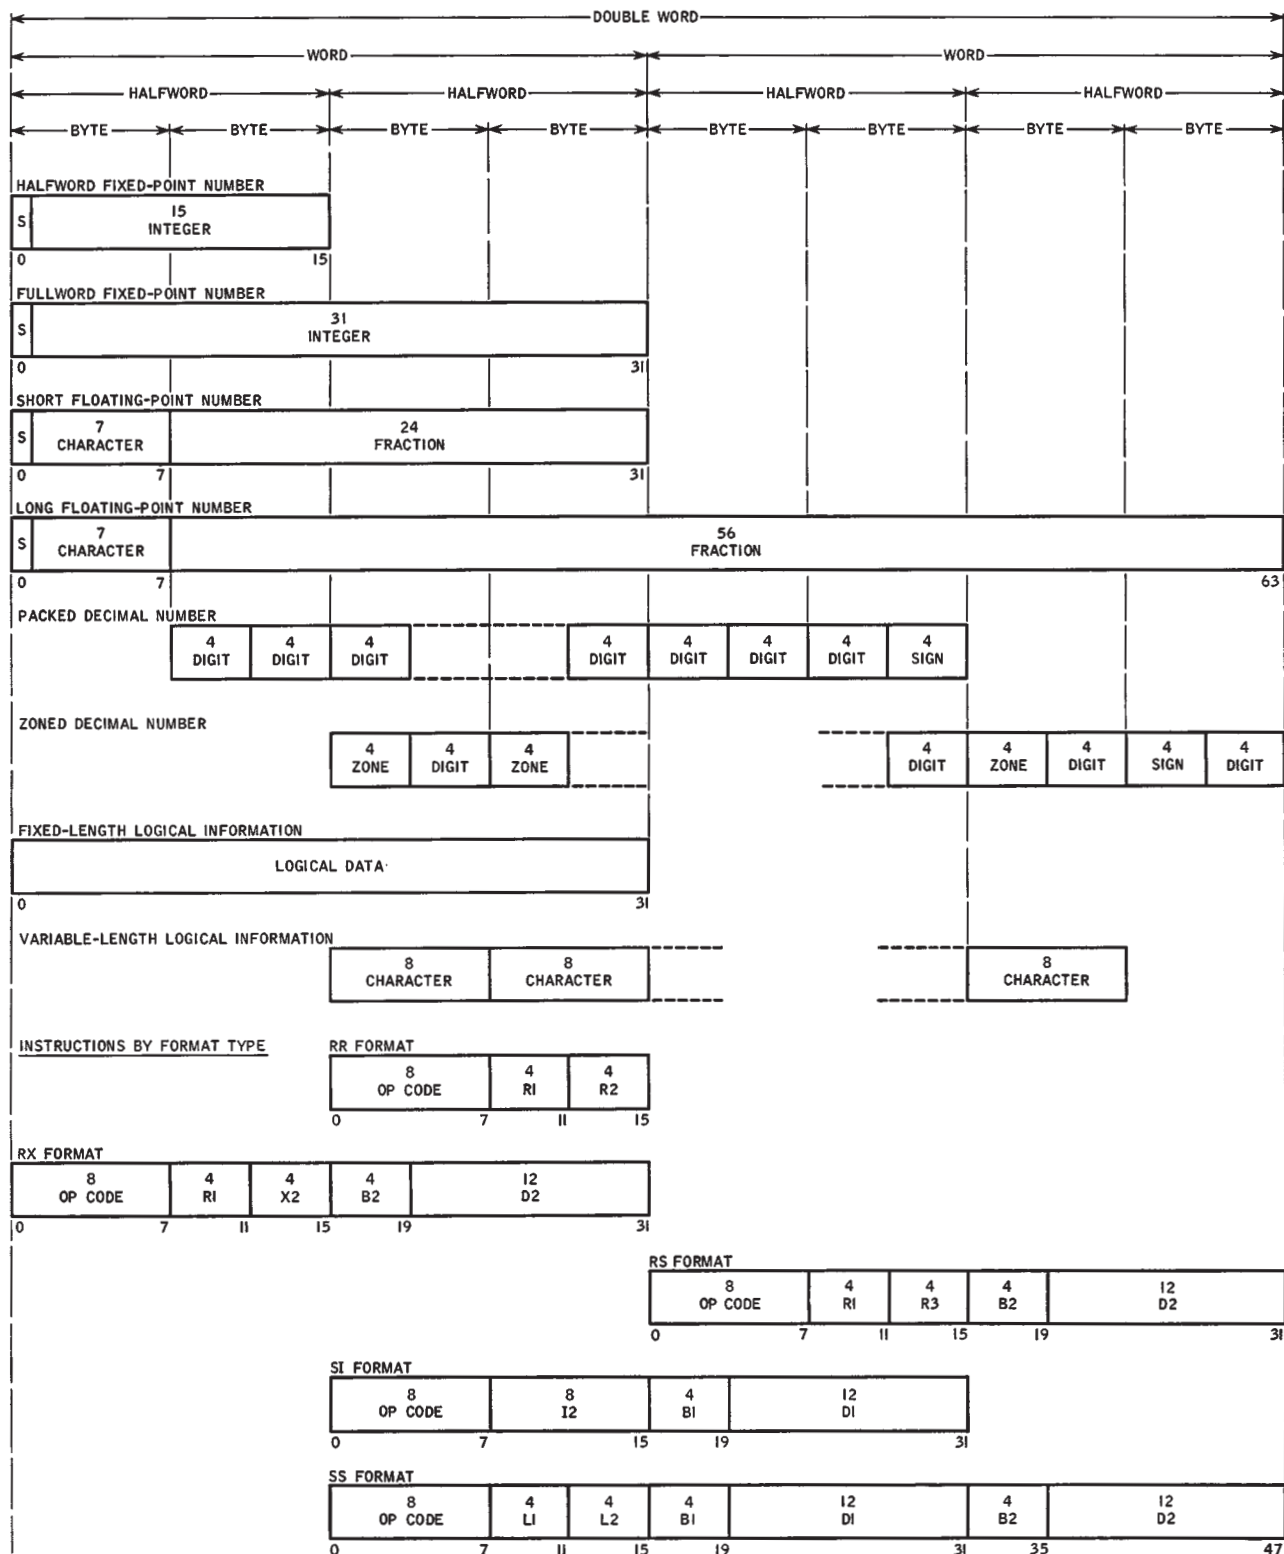 DOUBLE WORD
WORD WORD
HALFWORD HALFWORD HALFWORD HALFWORD
BYTE BYTE BYTE BYTE BYTE BYTE BYTE BYTE
HALFWORD FIXED-POINT NUMBER
S 15 INTEGER
0 15
FULLWORD FIXED-POINT NUMBER
S 31 INTEGER
0 31
SHORT FLOATING-POINT NUMBER
S 7 CHARACTER 24 FRACTION
0 7 31
LONG FLOATING-POINT NUMBER
S 7 CHARACTER 56 FRACTION
0 7 63
PACKED DECIMAL NUMBER
4 4 4 4 4 4 4 4
DIGIT DIGIT DIGIT DIGIT DIGIT DIGIT DIGIT SIGN
ZONED DECIMAL NUMBER
4 4 4 4 4 4 4 4
ZONE DIGIT ZONE DIGIT ZONE DIGIT SIGN DIGIT
FIXED-LENGTH LOGICAL INFORMATION
LOGICAL DATA
0 31
VARIABLE-LENGTH LOGICAL INFORMATION
8 8 8
CHARACTER CHARACTER CHARACTER
INSTRUCTIONS BY FORMAT TYPE RR FORMAT
8 4 4
OP CODE R1 R2
0 7 11 15
RX FORMAT
8 4 4 4 12
OP CODE R1 X2 B2 D2
0 7 11 15 19 31
RS FORMAT
8 4 4 4 12
OP CODE R1 R3 B2 D2
0 7 11 15 19 31
SI FORMAT
8 8 4 12
OP CODE I2 B1 D1
0 7 15 19 31
SS FORMAT
8 4 4 4 12 4 12
OP CODE L1 L2 B1 D1 B2 D2
0 7 11 15 19 31 35 47